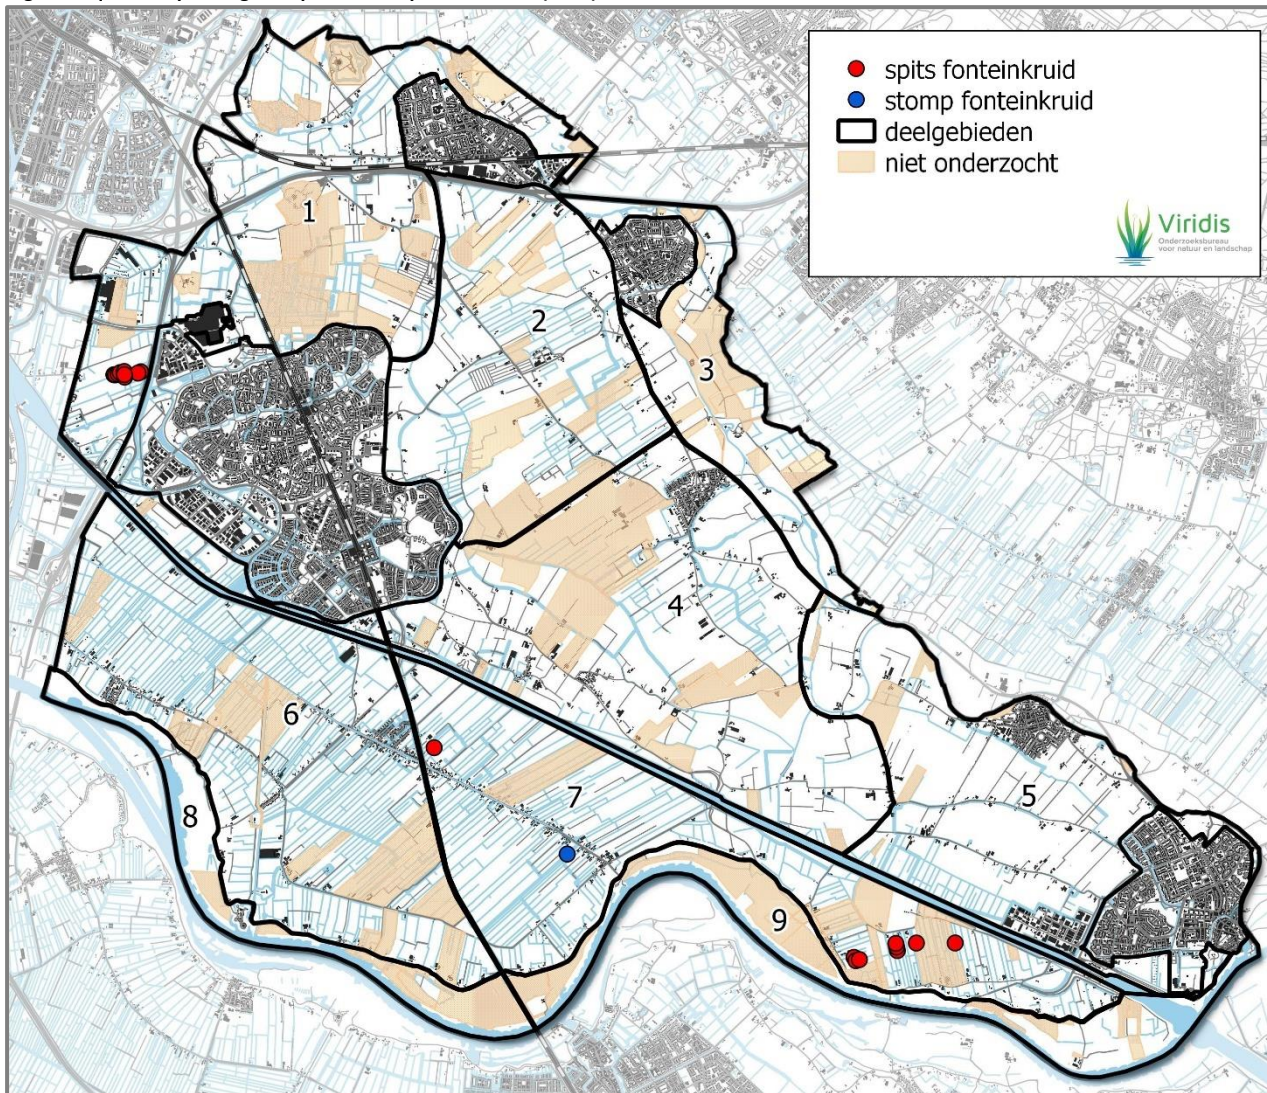 spits fonteinkruid
stomp fonteinkruid
deelgebieden
niet onderzocht
Viridis
Onderzoeksbureau
voor natuur en landschap
1
2
3
4
5
6
7
8
9